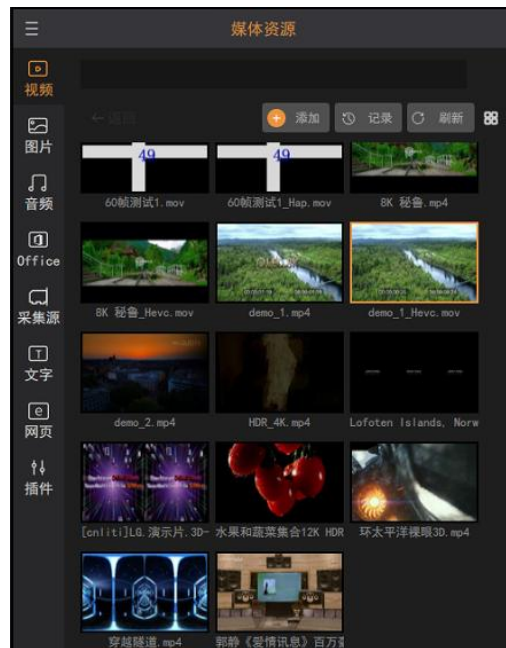 媒体资源
视频
图片
音频
Office
采集源
文字
网页
插件
返回
添加
记录
刷新
49
49
60帧测试1.mov
60帧测试1_Hap.mov
8K 秘鲁.mp4
8K 秘鲁_Hevc.mov
demo_1.mp4
demo_1_Hevc.mov
demo_2.mp4
HDR_4K.mp4
Lofoten Islands, Norw
[cnliti]LG.演示片.3D-
水果和蔬菜集合12K HDR
环太平洋裸眼3D.mp4
穿越隧道.mp4
郭静《爱情讯息》百万